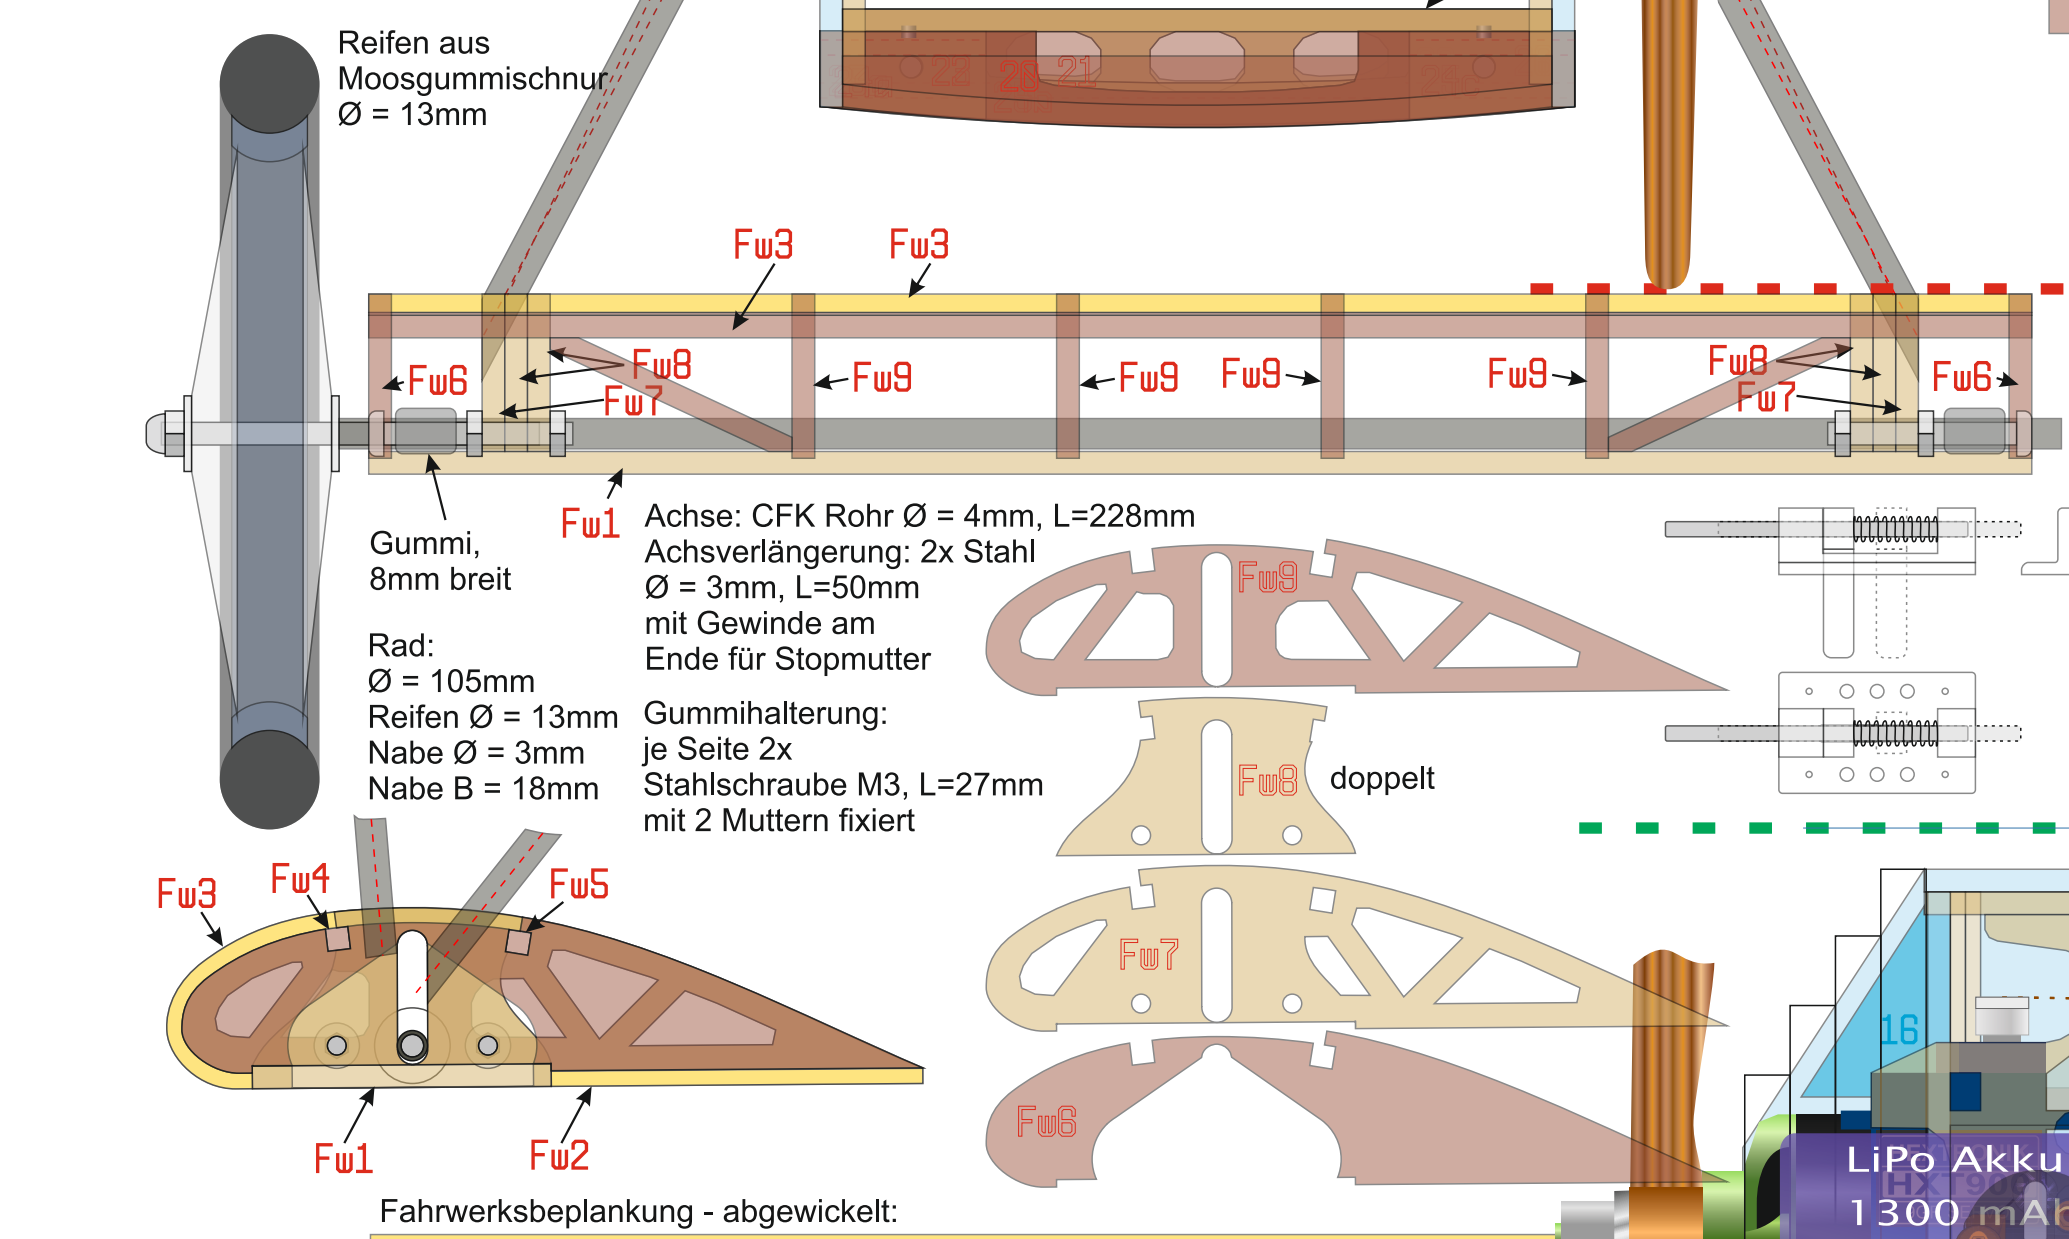 Reifen aus
Moosgummischnur
Ø = 13mm
22
20
21
Fw3
Fw3
Fw6
Fw8
Fw7
Fw9
Fw9
Fw9
Fw9
Fw8
Fw7
Fw6
Fw1
Gummi,
8mm breit
Achse: CFK Rohr Ø = 4mm, L=228mm
Achsverlängerung: 2x Stahl
Ø = 3mm, L=50mm
mit Gewinde am
Ende für Stopmutter
Rad:
Ø = 105mm
Reifen Ø = 13mm
Nabe Ø = 3mm
Nabe B = 18mm
Gummihalterung:
je Seite 2x
Stahlschraube M3, L=27mm
mit 2 Muttern fixiert
Fw9
Fw8
doppelt
Fw7
Fw6
Fw3
Fw4
Fw5
Fw1
Fw2
16
LiPo Akku
1300 mAh
Fahrwerksbeplankung - abgewickelt: